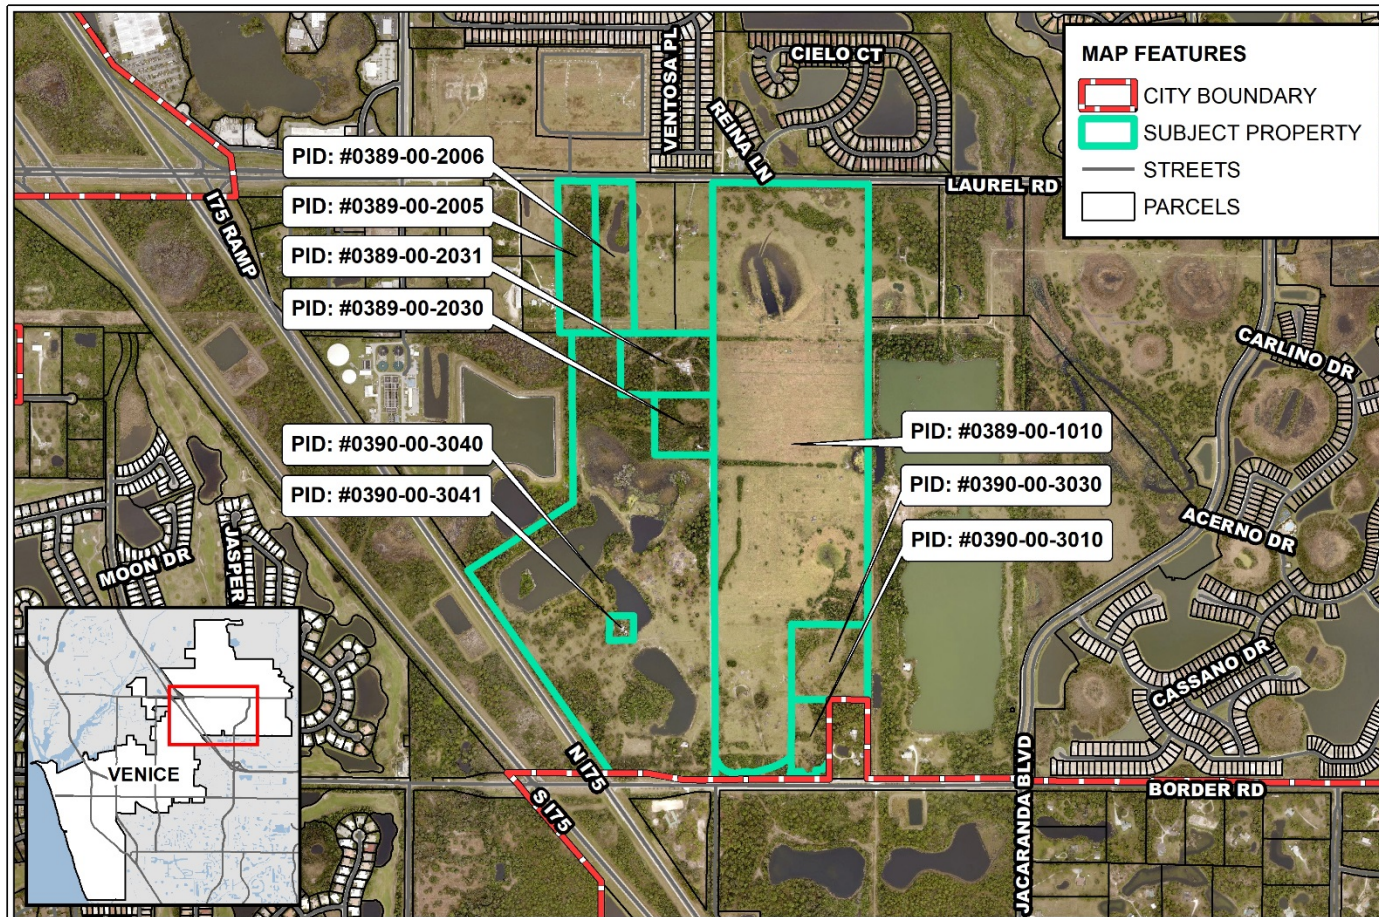 VENTOSA PL
CIELO CT
REINA LN
LAUREL RD
MAP FEATURES
CITY BOUNDARY
SUBJECT PROPERTY
STREETS
PARCELS
I75 RAMP
PID: #0389-00-2006
PID: #0389-00-2005
PID: #0389-00-2031
PID: #0389-00-2030
PID: #0390-00-3040
PID: #0390-00-3041
PID: #0389-00-1010
PID: #0390-00-3030
PID: #0390-00-3010
CARLINO DR
ACERNO DR
CASSANO DR
MOON DR
JASPER
N I75
S I75
JACARANDA BLVD
BORDER RD
VENICE